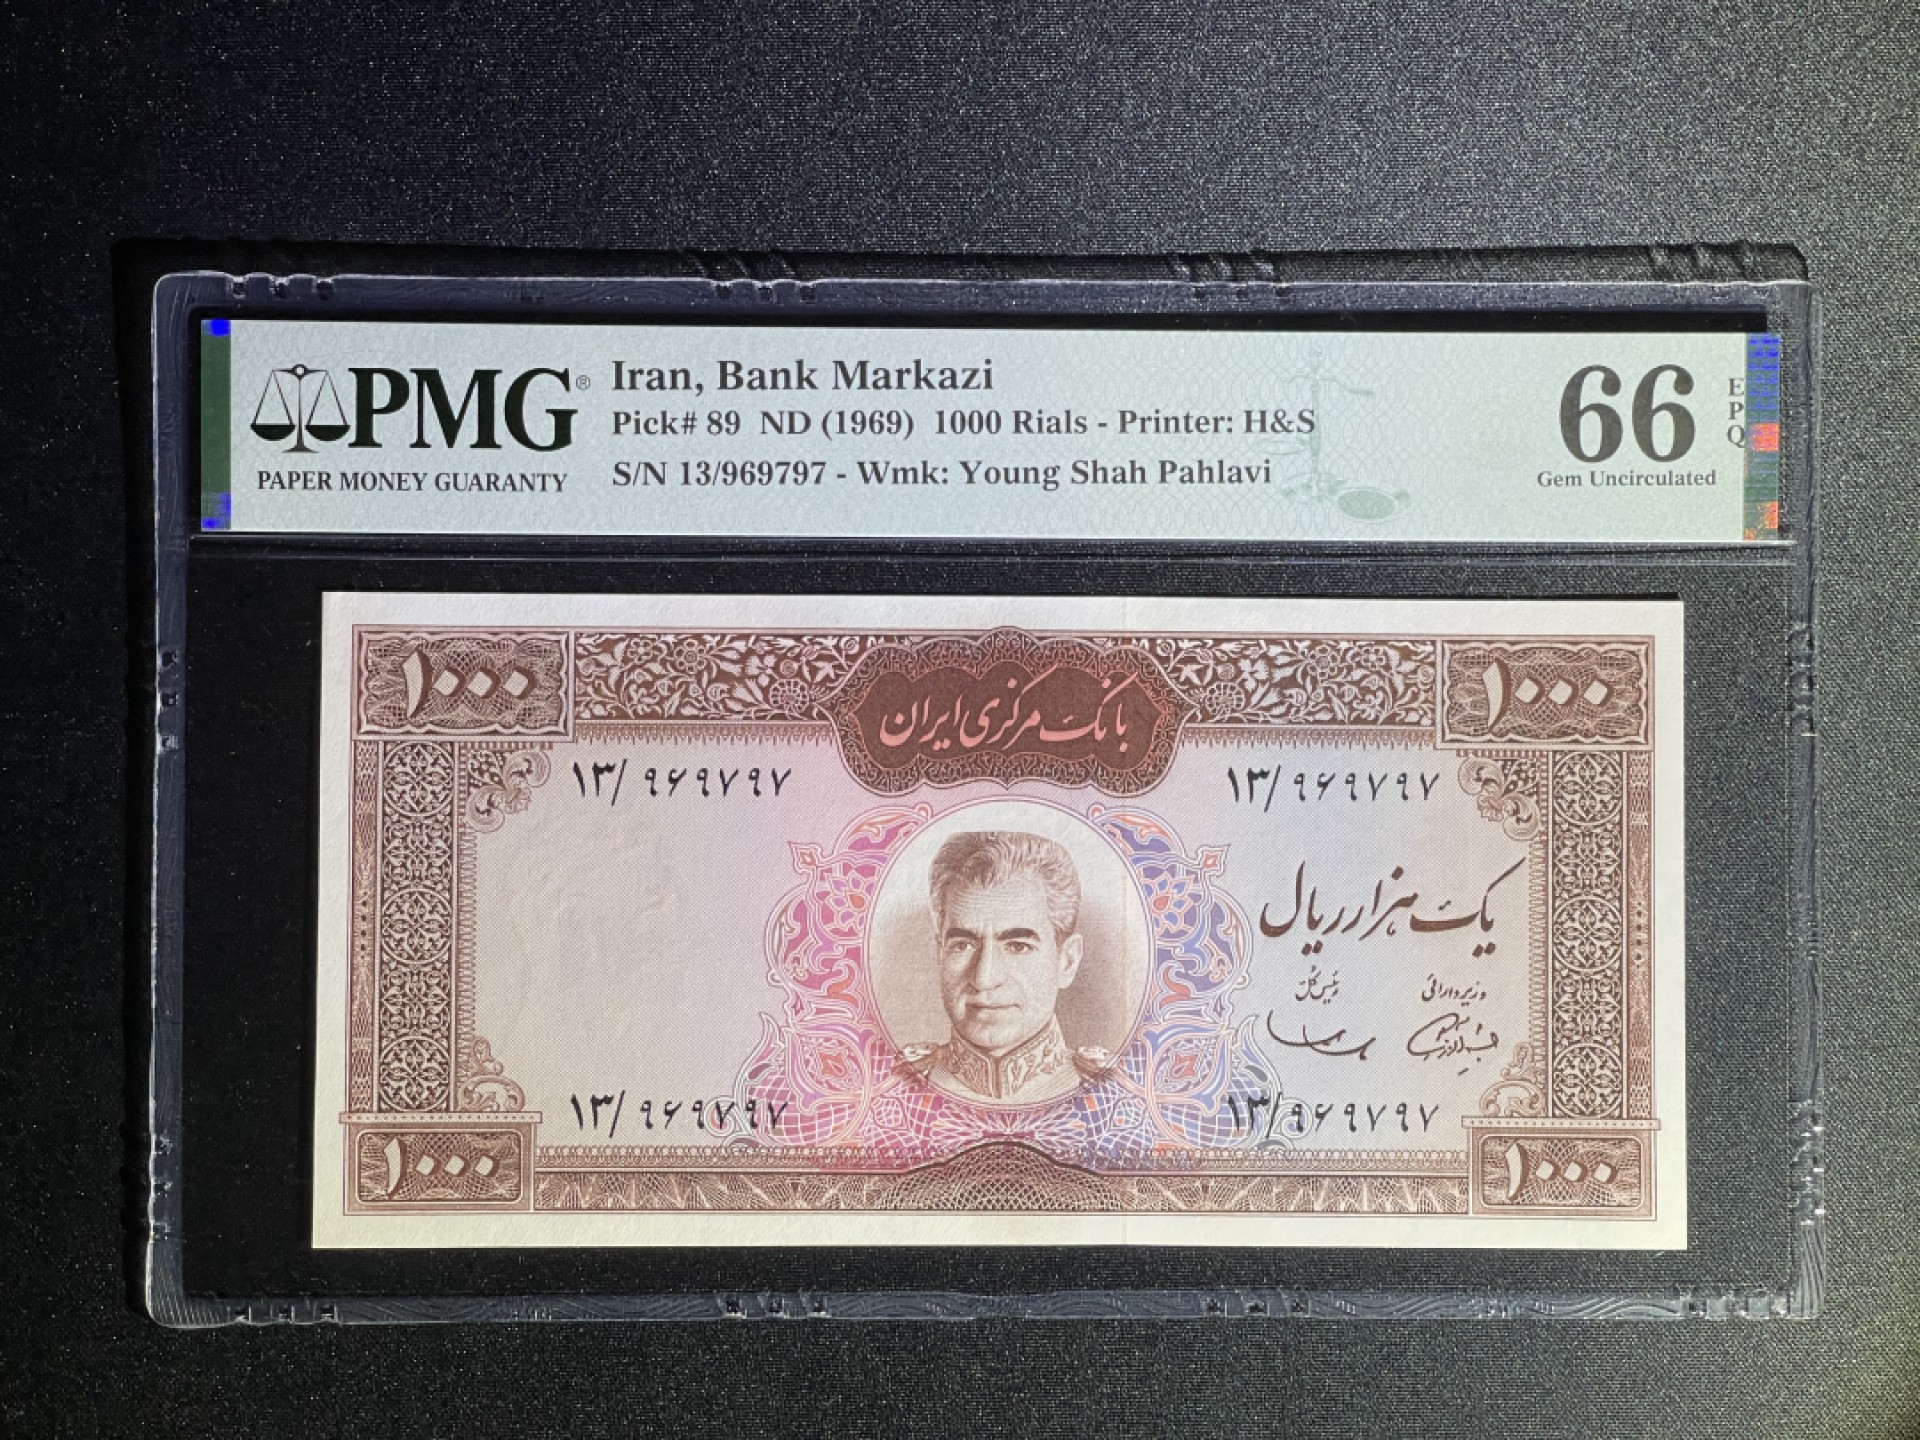 PMG®
PAPER MONEY GUARANTY
Iran, Bank Markazi
Pick# 89 ND (1969) 1000 Rials - Printer: H&S
S/N 13/969797 - Wmk: Young Shah Pahlavi
66
EPQ
Gem Uncirculated
۱۰۰۰
بانک مرکزی ایران
۱۰۰۰
۱۳/۹۶۹۷۹۷
۱۳/۹۶۹۷۹۷
یک هزار ریال
وزیر دارائی
رئیس کل
۱۳/۹۶۹۷۹۷
۱۳/۹۶۹۷۹۷
۱۰۰۰
۱۰۰۰